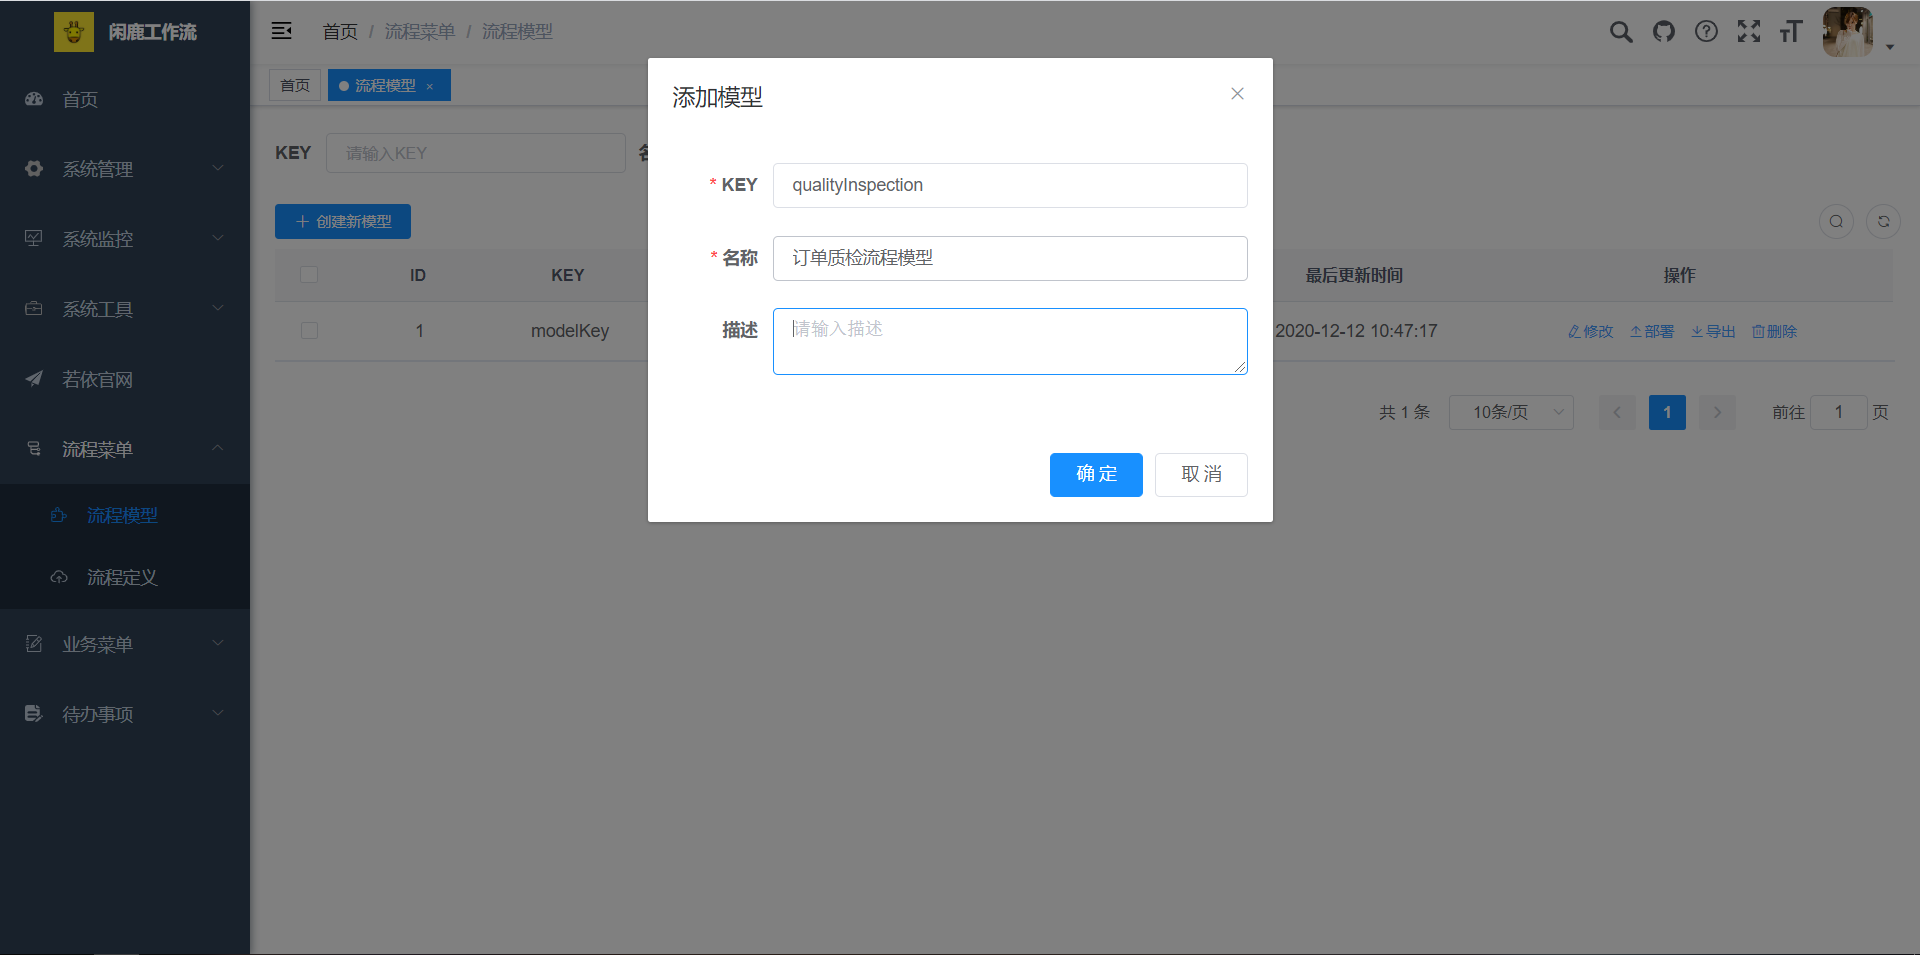 闲鹿工作流
首页
系统管理
系统监控
系统工具
若依官网
流程菜单
流程模型
流程定义
业务菜单
待办事项
首页 / 流程菜单 / 流程模型
首页
流程模型 ×
KEY 请输入KEY
创建新模型
ID KEY 最后更新时间 操作
1 modelKey 2020-12-12 10:47:17 修改 部署 导出 删除
共 1 条 10条/页 1 前往 1 页
添加模型
* KEY qualityInspection
* 名称 订单质检流程模型
描述 请输入描述
确 定 取 消